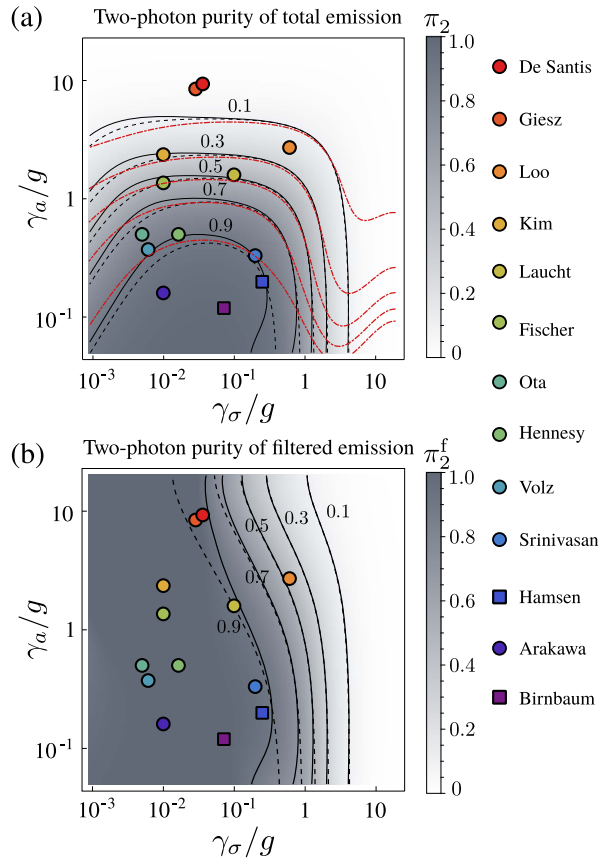 (a) Two-photon purity of total emission π₂
1.0
0.8
0.6
0.4
0.2
0
10
1
10⁻¹
γₐ/g
0.1
0.3
0.5
0.7
0.9
10⁻³ 10⁻² 10⁻¹ 1 10
γ_σ/g
De Santis
Giesz
Loo
Kim
Laucht
Fischer
Ota
Hennesy
Volz
Srinivasan
Hamsen
Arakawa
Birnbaum
(b) Two-photon purity of filtered emission π₂ᶠ
1.0
0.8
0.6
0.4
0.2
0
10
1
10⁻¹
γₐ/g
0.1
0.3
0.5
0.7
0.9
10⁻³ 10⁻² 10⁻¹ 1 10
γ_σ/g